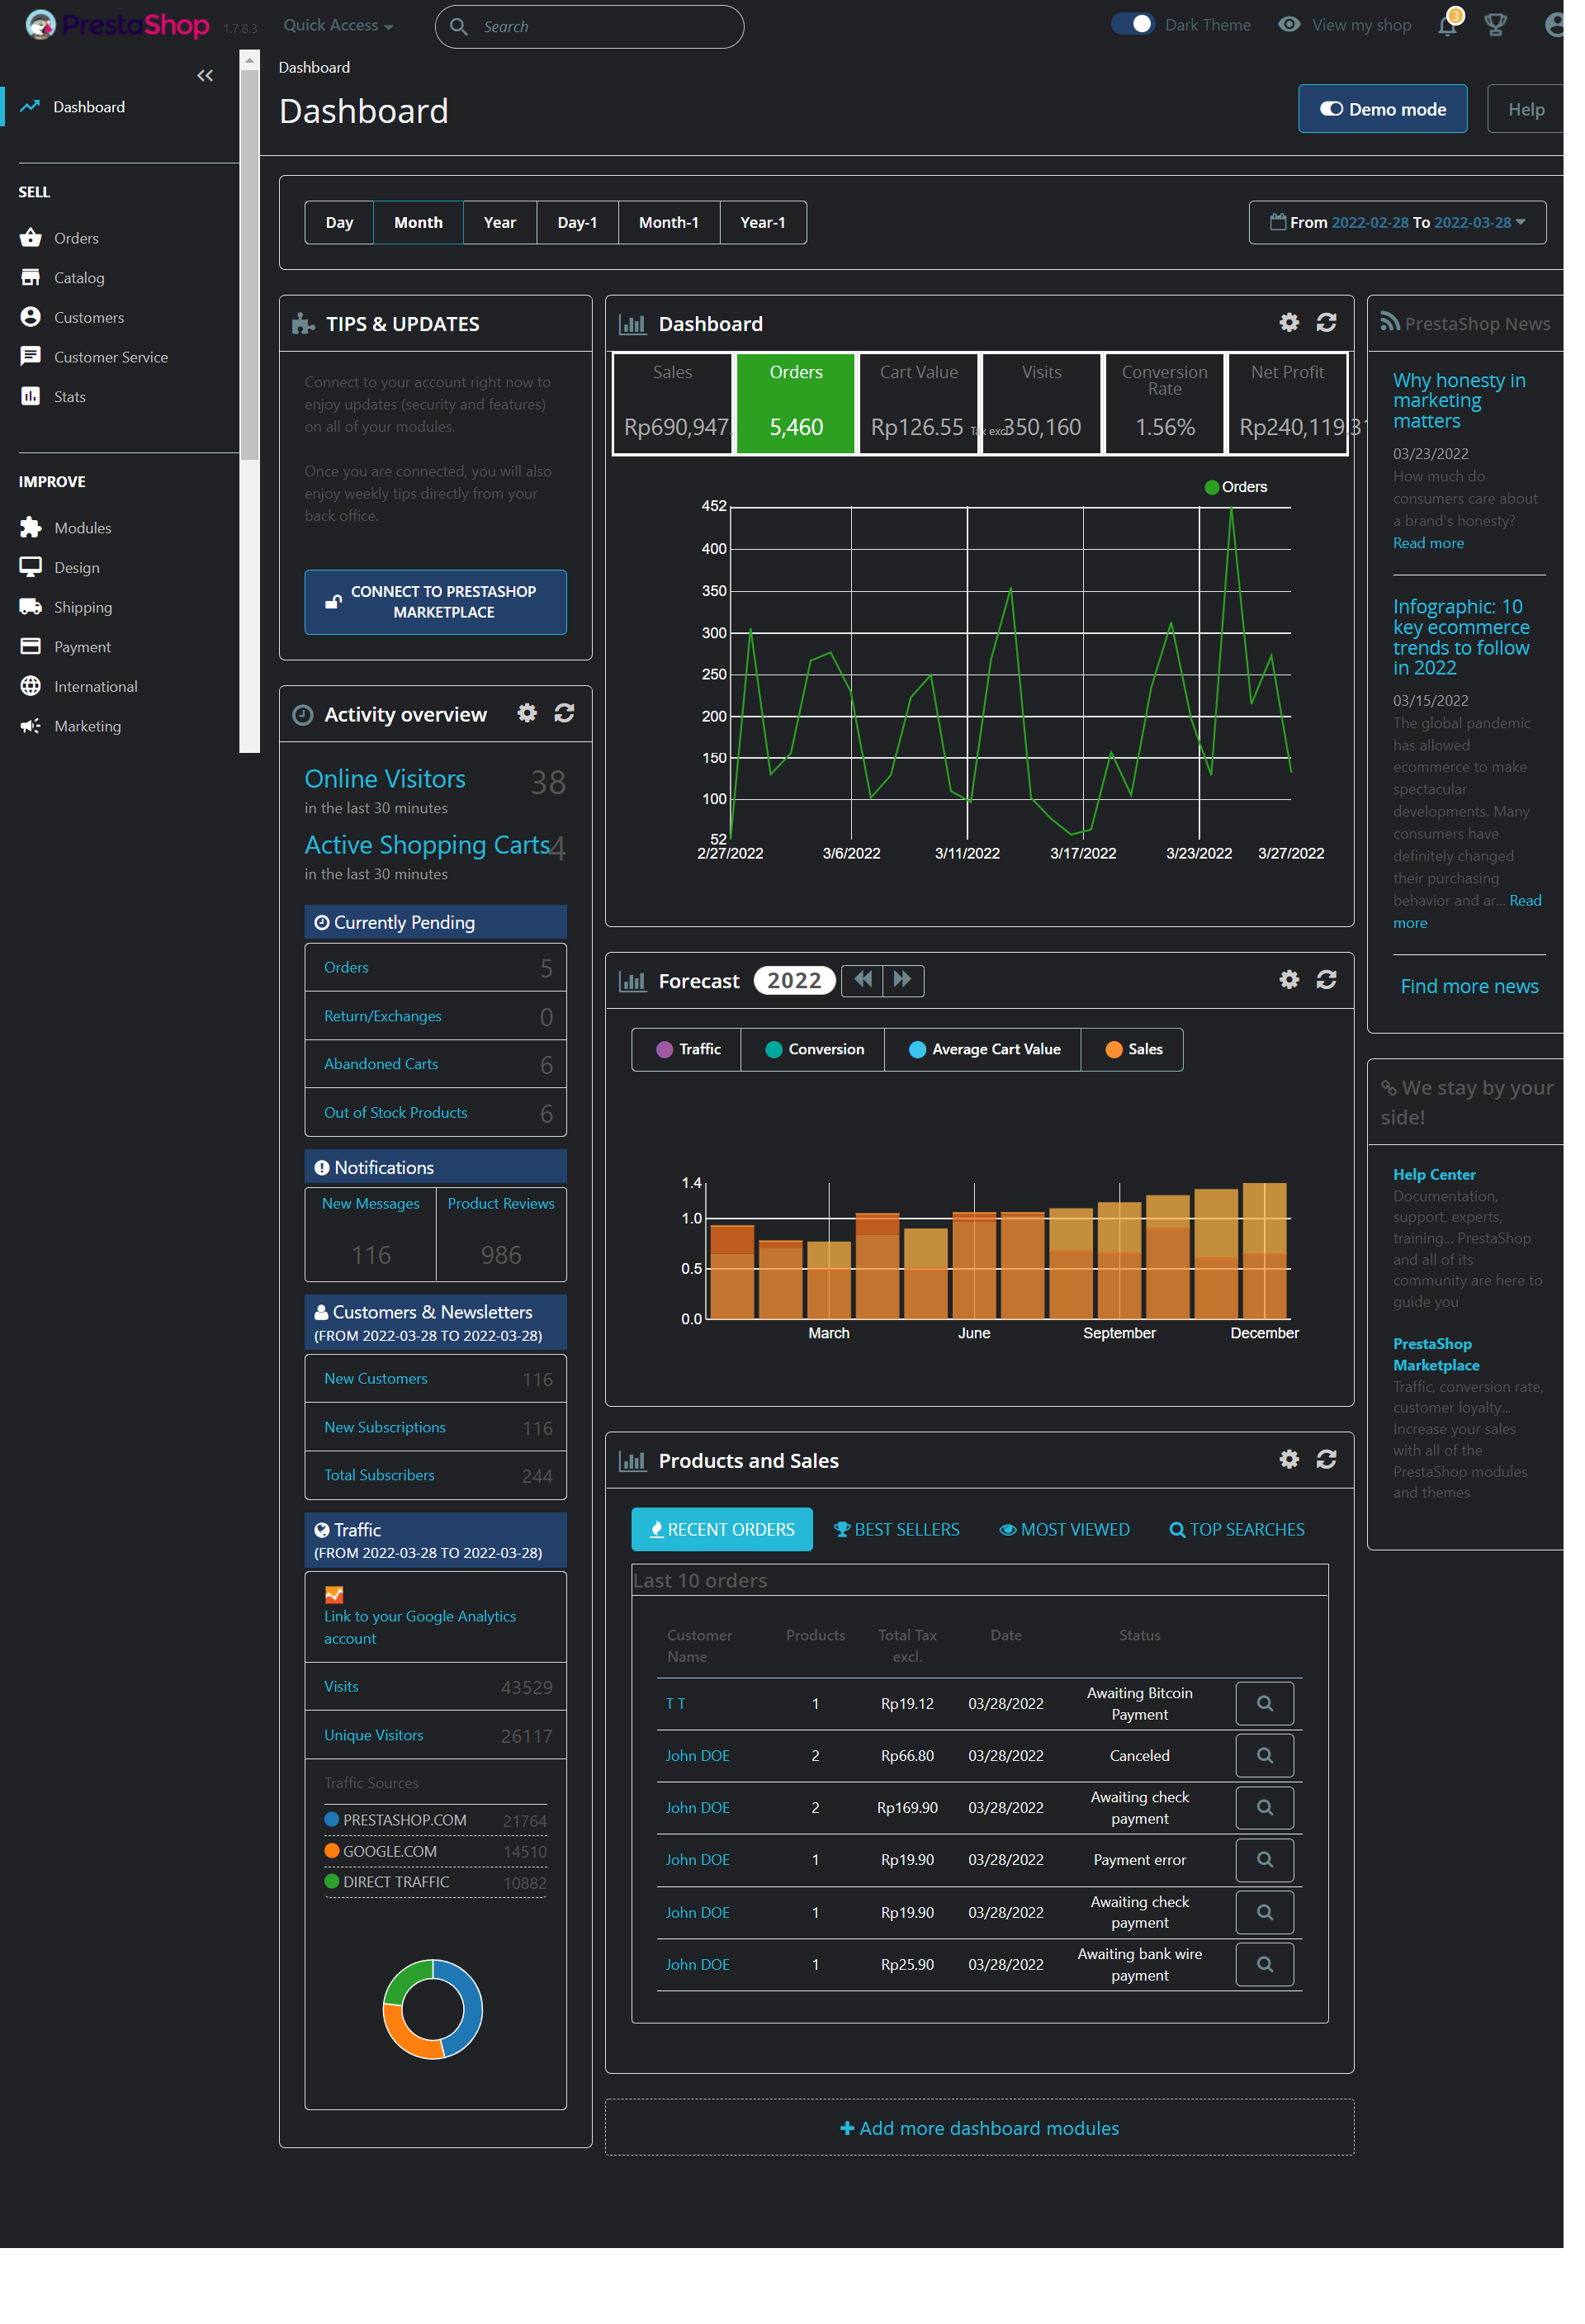 PrestaShop 1.7.8.3
Quick Access
Search
Dark Theme
View my shop
3
Dashboard
SELL
Orders
Catalog
Customers
Customer Service
Stats
IMPROVE
Modules
Design
Shipping
Payment
International
Marketing
Dashboard
Dashboard
Demo mode
Help
Day Month Year Day-1 Month-1 Year-1
From 2022-02-28 To 2022-03-28
TIPS & UPDATES
Connect to your account right now to
enjoy updates (security and features)
on all of your modules.
Once you are connected, you will also
enjoy weekly tips directly from your
back office.
CONNECT TO PRESTASHOP
MARKETPLACE
Activity overview
Online Visitors 38
in the last 30 minutes
Active Shopping Carts 4
in the last 30 minutes
Currently Pending
Orders 5
Return/Exchanges 0
Abandoned Carts 6
Out of Stock Products 6
Notifications
New Messages Product Reviews
116 986
Customers & Newsletters
(FROM 2022-03-28 TO 2022-03-28)
New Customers 116
New Subscriptions 116
Total Subscribers 244
Traffic
(FROM 2022-03-28 TO 2022-03-28)
Link to your Google Analytics
account
Visits 43529
Unique Visitors 26117
Traffic Sources
PRESTASHOP.COM 21764
GOOGLE.COM 14510
DIRECT TRAFFIC 10882
Dashboard
Sales Orders Cart Value Visits Conversion Net Profit
Rate
Rp690,947. 5,460 Rp126.55 Tax excl. 350,160 1.56% Rp240,119.31
Orders
452
400
350
300
250
200
150
100
52
2/27/2022 3/6/2022 3/11/2022 3/17/2022 3/23/2022 3/27/2022
Forecast 2022
Traffic Conversion Average Cart Value Sales
1.4
1.0
0.5
0.0
March June September December
Products and Sales
RECENT ORDERS BEST SELLERS MOST VIEWED TOP SEARCHES
Last 10 orders
Customer Products Total Tax Date Status
Name excl.
T T 1 Rp19.12 03/28/2022 Awaiting Bitcoin
Payment
John DOE 2 Rp66.80 03/28/2022 Canceled
John DOE 2 Rp169.90 03/28/2022 Awaiting check
payment
John DOE 1 Rp19.90 03/28/2022 Payment error
John DOE 1 Rp19.90 03/28/2022 Awaiting check
payment
John DOE 1 Rp25.90 03/28/2022 Awaiting bank wire
payment
Add more dashboard modules
PrestaShop News
Why honesty in
marketing
matters
03/23/2022
How much do
consumers care about
a brand's honesty?
Read more
Infographic: 10
key ecommerce
trends to follow
in 2022
03/15/2022
The global pandemic
has allowed
ecommerce to make
spectacular
developments. Many
consumers have
definitely changed
their purchasing
behavior and ar... Read
more
Find more news
We stay by your
side!
Help Center
Documentation,
support, experts,
training... PrestaShop
and all of its
community are here to
guide you
PrestaShop
Marketplace
Traffic, conversion rate,
customer loyalty...
Increase your sales
with all of the
PrestaShop modules
and themes